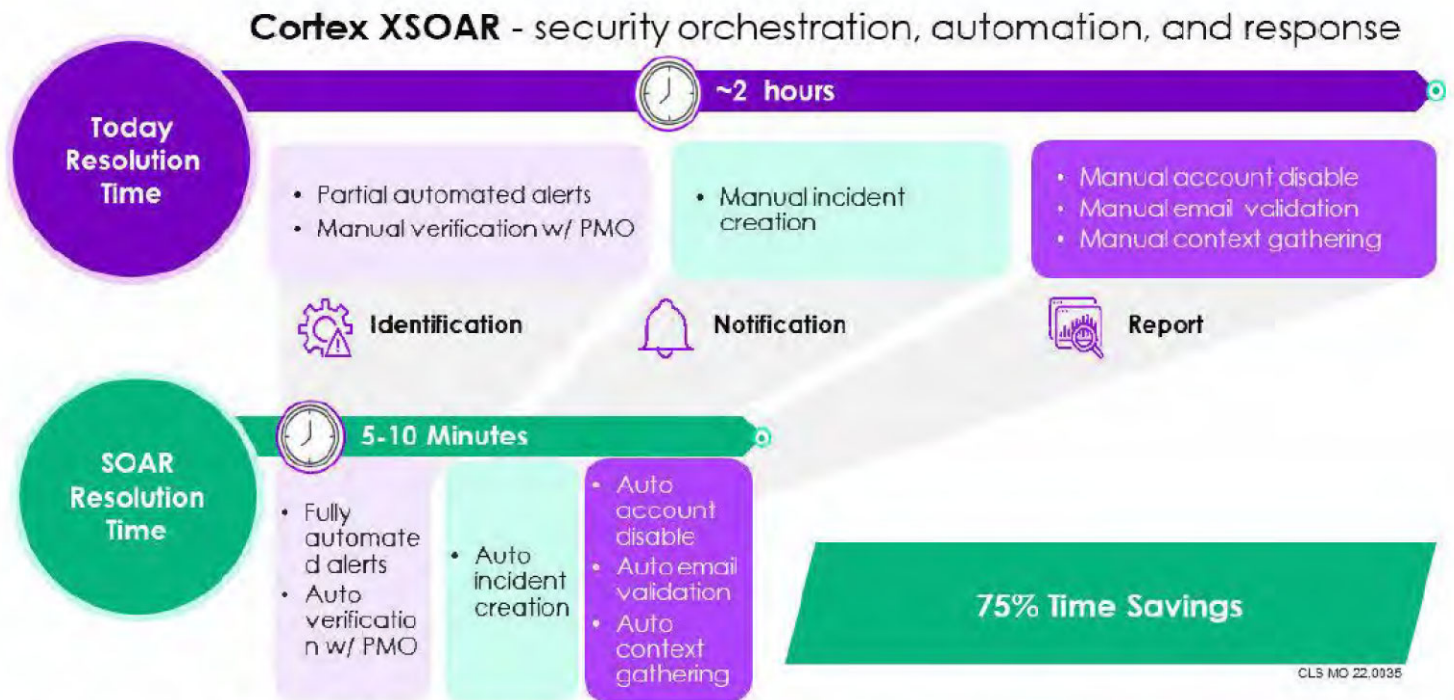 Cortex XSOAR - security orchestration, automation, and response
~2 hours
Today
Resolution
Time
• Partial automated alerts
• Manual verification w/ PMO
• Manual incident
creation
• Manual account disable
• Manual email validation
• Manual context gathering
Identification
Notification
Report
5-10 Minutes
SOAR
Resolution
Time
• Fully
automate
d alerts
• Auto
verificatio
n w/ PMO
• Auto
incident
creation
• Auto
account
disable
• Auto email
validation
• Auto
context
gathering
75% Time Savings
CLS MO 22,0035